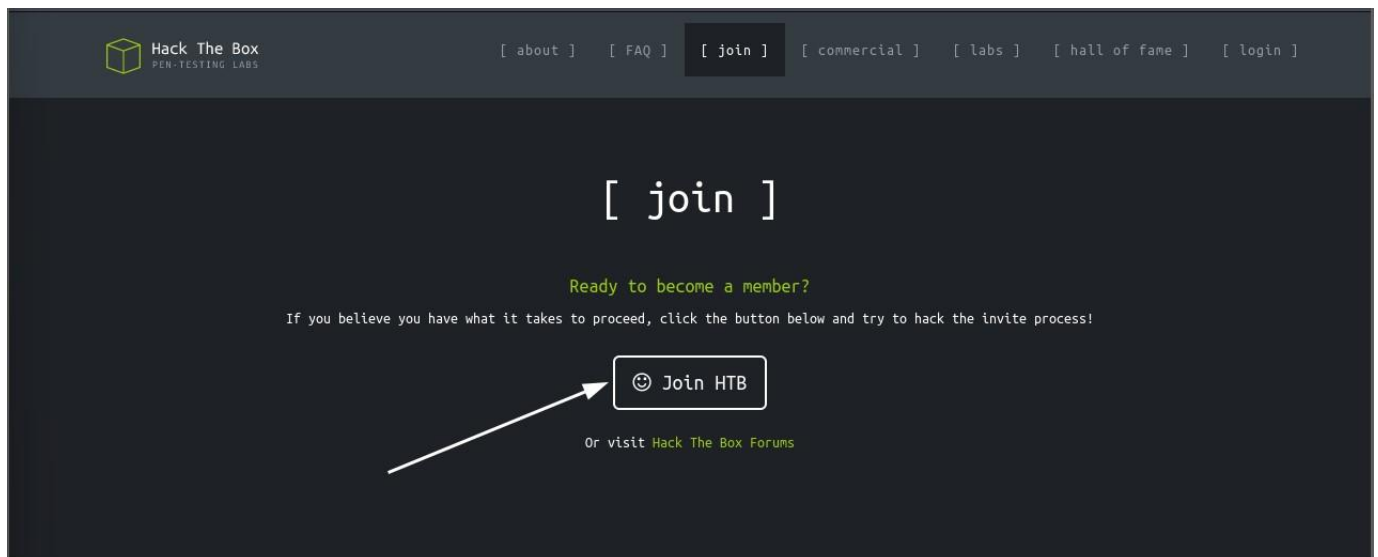 Hack The Box
PEN-TESTING LABS
[ about ] [ FAQ ] [ join ] [ commercial ] [ labs ] [ hall of fame ] [ login ]
[ join ]
Ready to become a member?
If you believe you have what it takes to proceed, click the button below and try to hack the invite process!
Join HTB
Or visit Hack The Box Forums